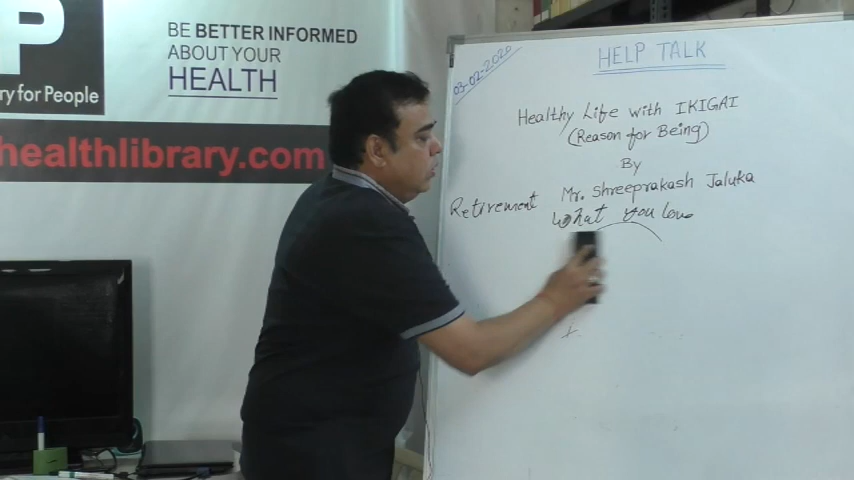 P
ry for People
BE BETTER INFORMED
ABOUT YOUR
HEALTH
healthlibrary.com
03-02-2020
HELP TALK
Healthy Life with IKIGAI
(Reason for Being)
By
Mr. Shreeprakash Jaluka
Retirement
What you love